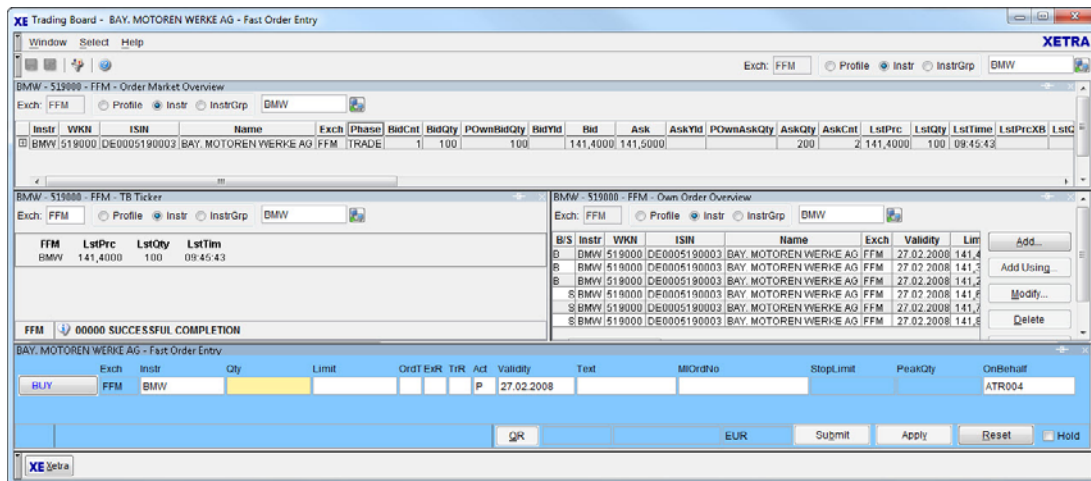 XE Trading Board - BAY. MOTOREN WERKE AG - Fast Order Entry
Window Select Help XETRA
Exch: FFM Profile Instr InstrGrp BMW
BMW - 519000 - FFM - Order Market Overview
Exch: FFM Profile Instr InstrGrp BMW
Instr WKN ISIN Name Exch Phase BidCnt BidQty POwnBidQty BidYld Bid Ask AskYld POwnAskQty AskQty AskCnt LstPrc LstQty LstTime LstPrcXB LstQ
BMW 519000 DE0005190003 BAY. MOTOREN WERKE AG FFM TRADE 1 100 100 141,4000 141,5000 200 2 141,4000 100 09:45:43
BMW - 519000 - FFM - TB Ticker
Exch: FFM Profile Instr InstrGrp BMW
FFM LstPrc LstQty LstTim
BMW 141,4000 100 09:45:43
FFM 00000 SUCCESSFUL COMPLETION
BMW - 519000 - FFM - Own Order Overview
Exch: FFM Profile Instr InstrGrp BMW
B/S Instr WKN ISIN Name Exch Validity Lim
B BMW 519000 DE0005190003 BAY. MOTOREN WERKE AG FFM 27.02.2008 141,4
B BMW 519000 DE0005190003 BAY. MOTOREN WERKE AG FFM 27.02.2008 141,3
B BMW 519000 DE0005190003 BAY. MOTOREN WERKE AG FFM 27.02.2008 141,2
S BMW 519000 DE0005190003 BAY. MOTOREN WERKE AG FFM 27.02.2008
S BMW 519000 DE0005190003 BAY. MOTOREN WERKE AG FFM 27.02.2008
S BMW 519000 DE0005190003 BAY. MOTOREN WERKE AG FFM 27.02.2008
Add...
Add Using...
Modify...
Delete
BAY. MOTOREN WERKE AG - Fast Order Entry
Exch Instr Qty Limit OrdT ExR TrR Act Validity Text MIOrdNo StopLimit PeakQty OnBehalf
BUY FFM BMW P 27.02.2008 ATR004
QR EUR Submit Apply Reset Hold
XE Xetra